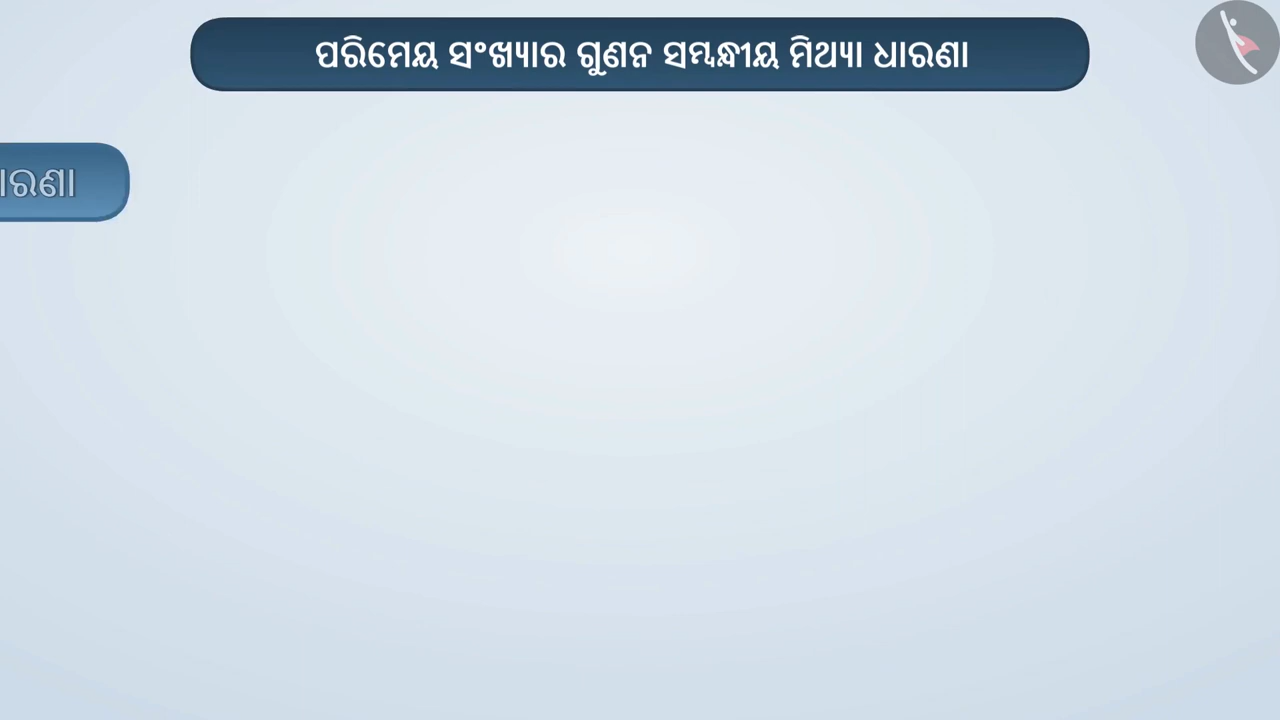 ପରିମେୟ ସଂଖ୍ୟାର ଗୁଣନ ସମ୍ବନ୍ଧୀୟ ମିଥ୍ୟା ଧାରଣା
ାରଣା